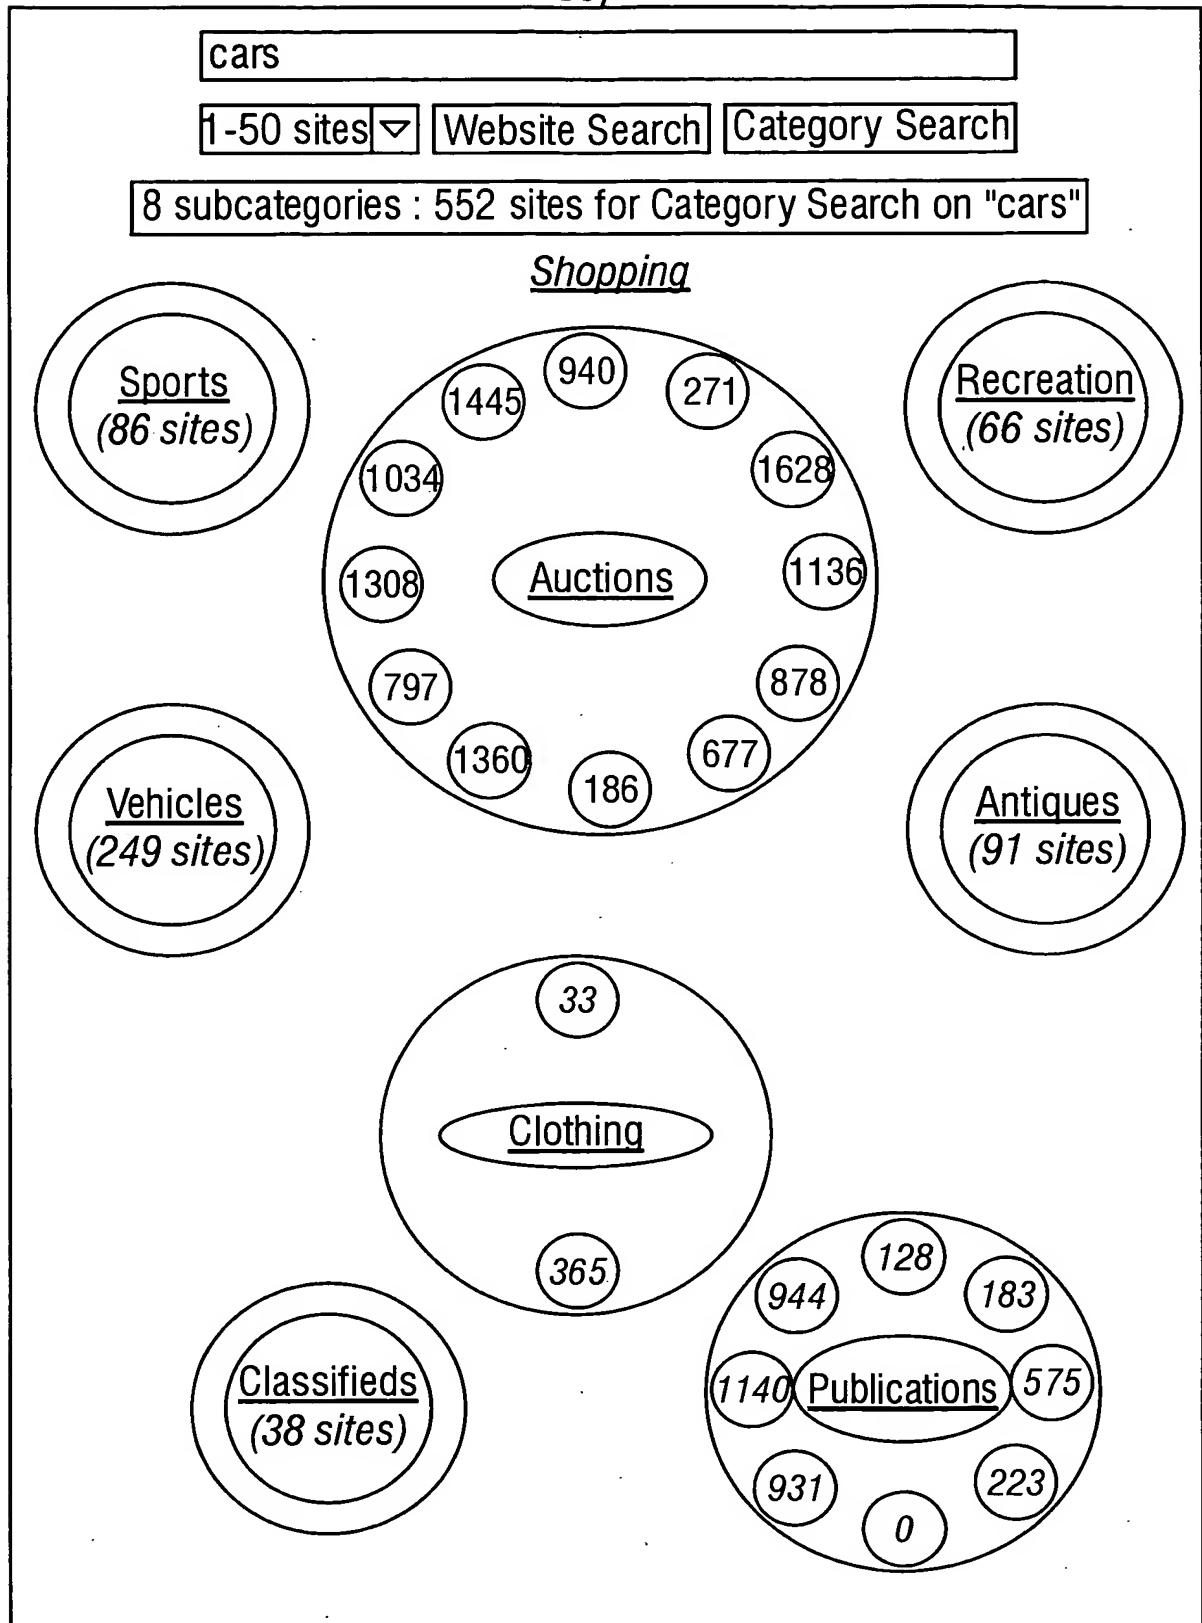 cars
1-50 sites
Website Search
Category Search
8 subcategories : 552 sites for Category Search on "cars"
Shopping
Sports
(86 sites)
940
271
1445
1628
1034
1136
1308
Auctions
878
797
677
1360
186
Recreation
(66 sites)
Vehicles
(249 sites)
Antiques
(91 sites)
33
Clothing
365
Classifieds
(38 sites)
128
944
183
1140
Publications
575
931
223
0